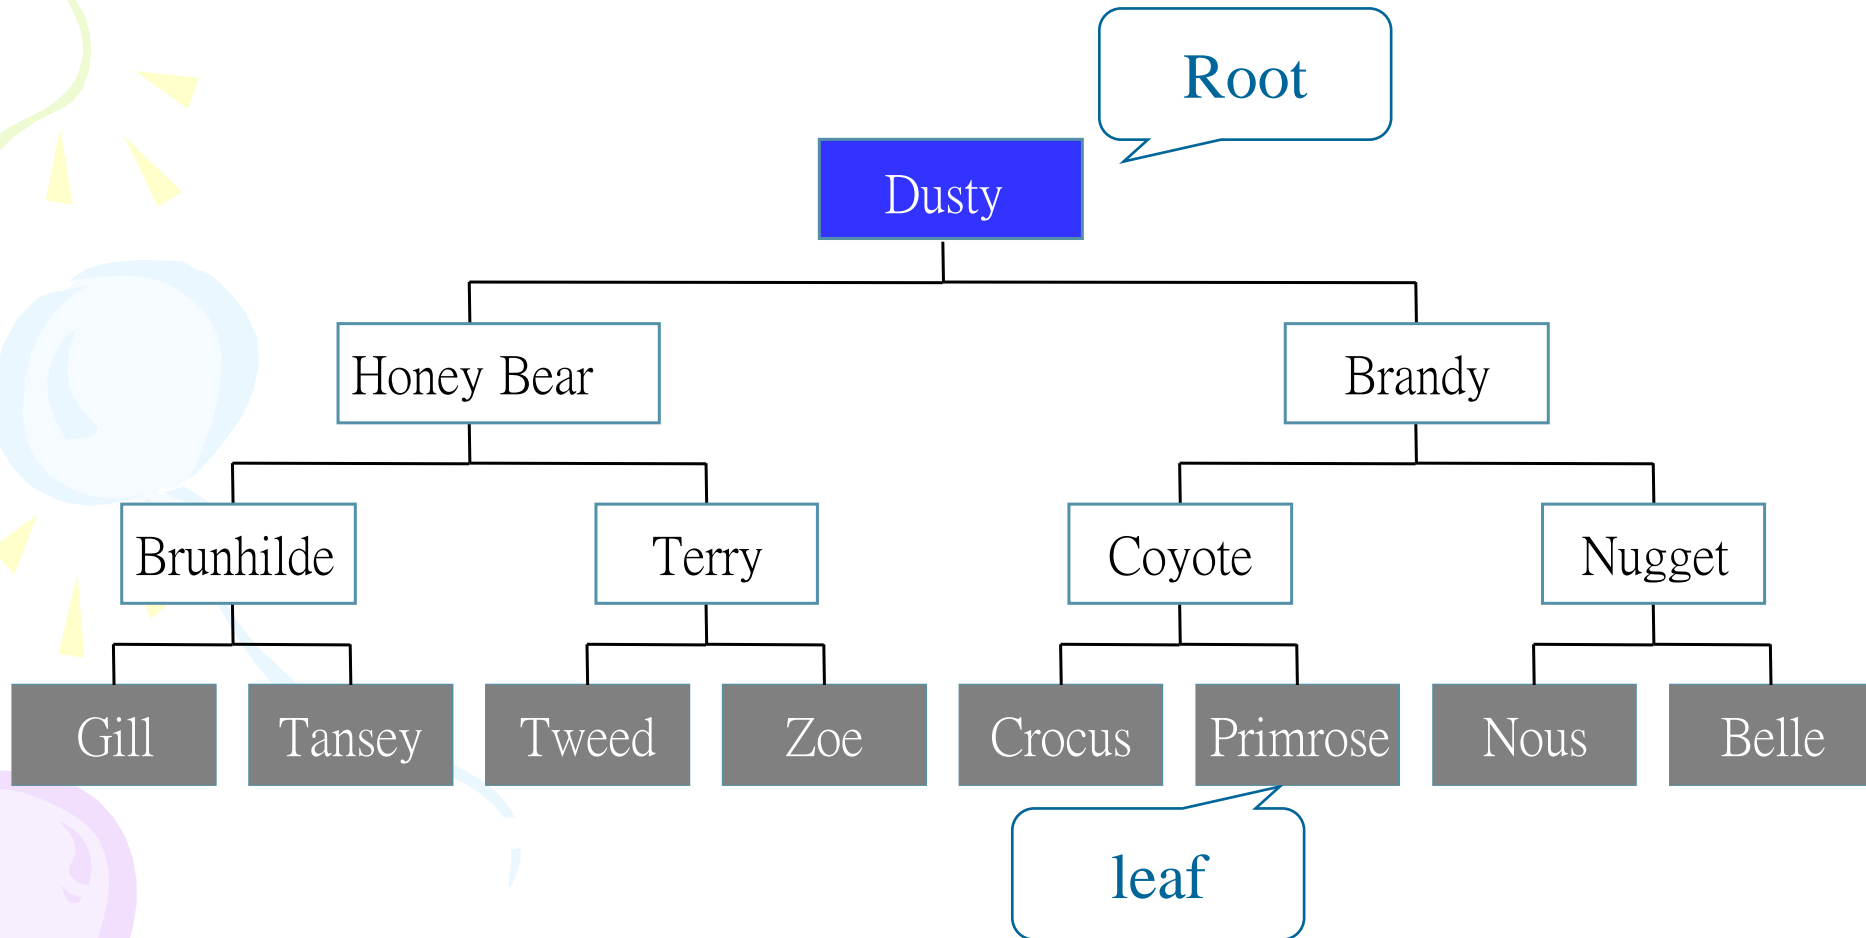 Root
Dusty
Honey Bear
Brandy
Brunhilde
Terry
Coyote
Nugget
Gill
Tansey
Tweed
Zoe
Crocus
Primrose
Nous
Belle
leaf